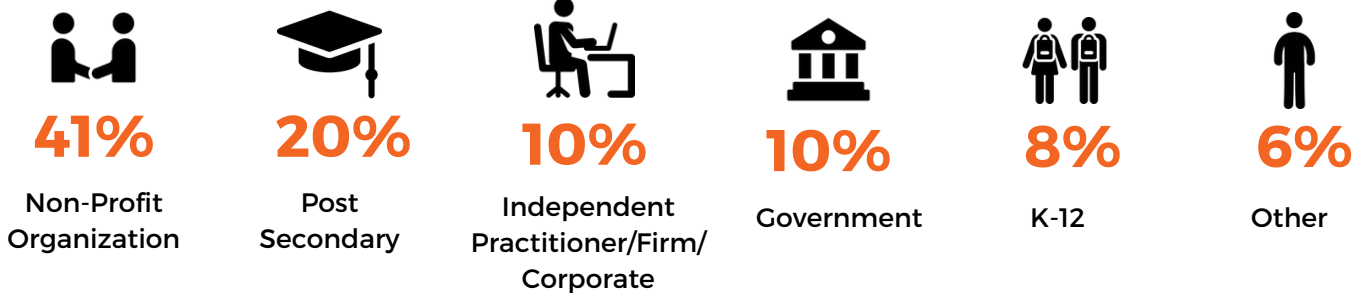 41%
Non-Profit
Organization
20%
Post
Secondary
10%
Independent
Practitioner/Firm/
Corporate
10%
Government
8%
K-12
6%
Other